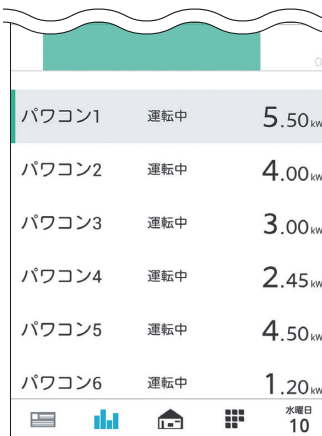 0
パワコン1 運転中 5.50kW
パワコン2 運転中 4.00kW
パワコン3 運転中 3.00kW
パワコン4 運転中 2.45kW
パワコン5 運転中 4.50kW
パワコン6 運転中 1.20kW
水曜日
10